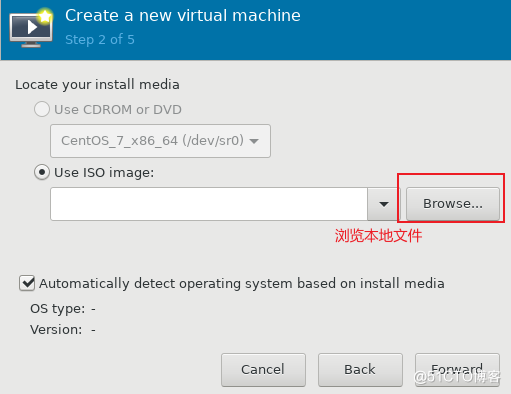 Create a new virtual machine
Step 2 of 5
Locate your install media
Use CDROM or DVD
CentOS_7_x86_64 (/dev/sr0)
Use ISO image:
Browse...
浏览本地文件
Automatically detect operating system based on install media
OS type: -
Version: -
Cancel
Back
Forward
@51CTO博客